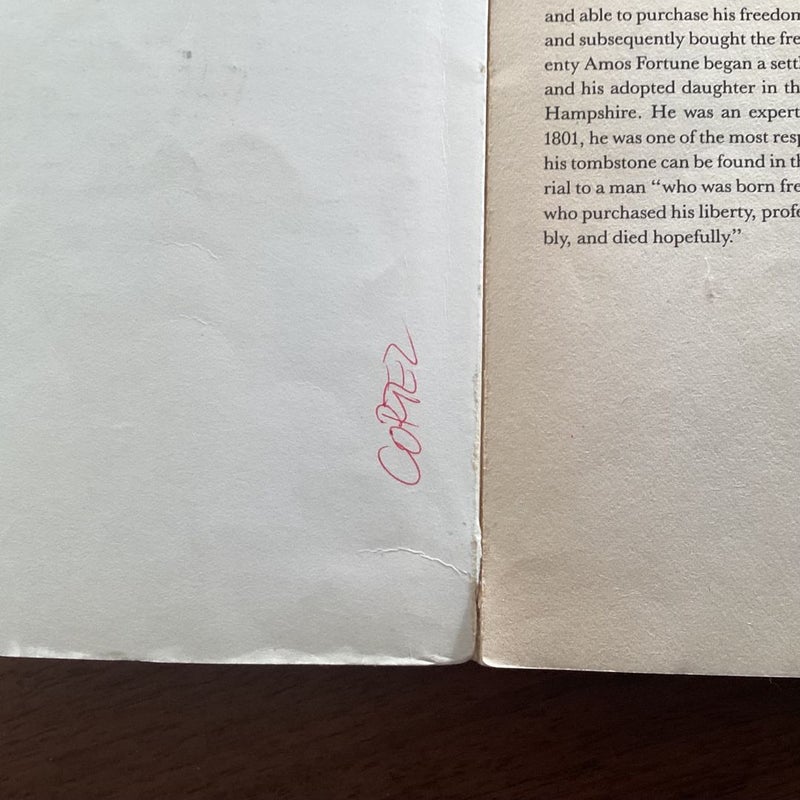 and able to purchase his freedom
and subsequently bought the fre
enty Amos Fortune began a settl
and his adopted daughter in th
Hampshire. He was an expert
1801, he was one of the most resp
his tombstone can be found in th
rial to a man “who was born fre
who purchased his liberty, profe
bly, and died hopefully.”
CORTEZ